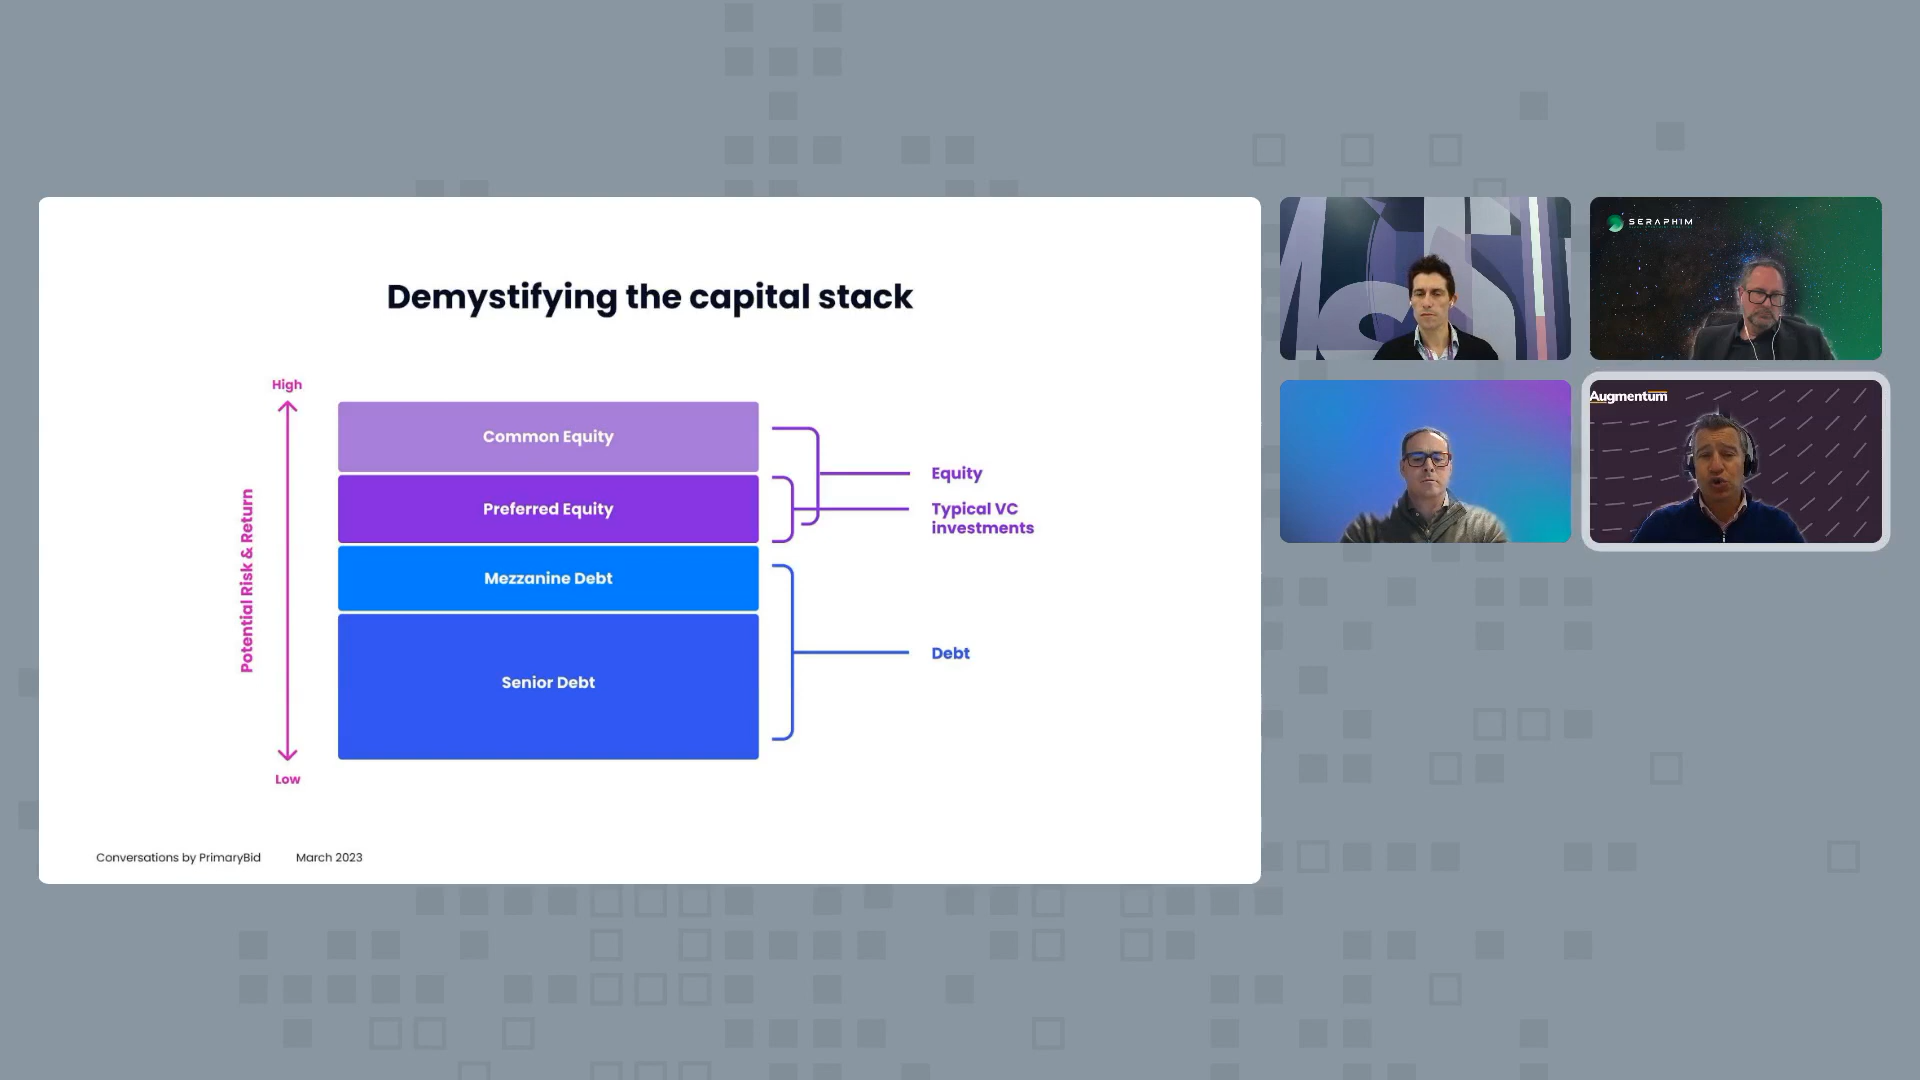 Demystifying the capital stack
High
Potential Risk & Return
Low
Common Equity
Preferred Equity
Mezzanine Debt
Senior Debt
Equity
Typical VC
investments
Debt
Conversations by PrimaryBid March 2023
SERAPHIM
Augmentum